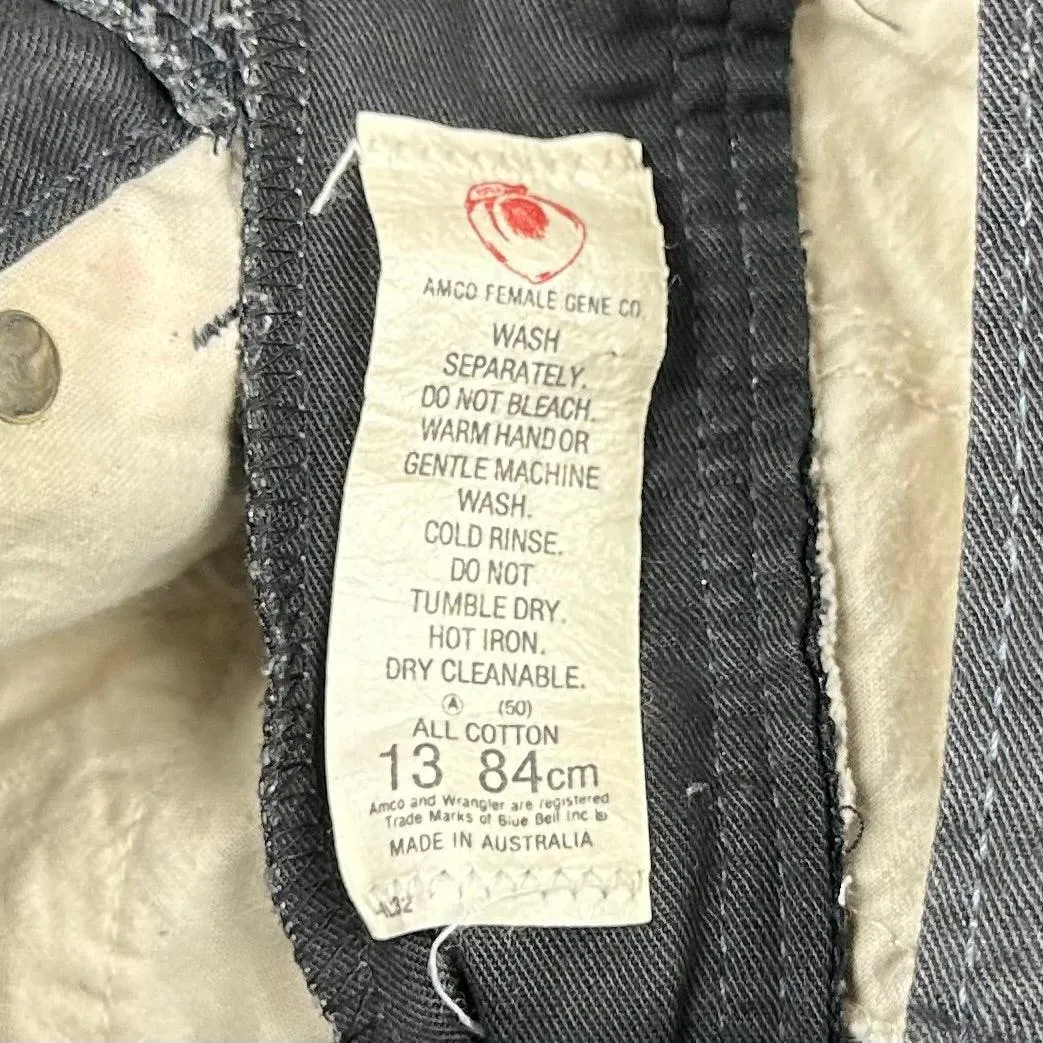 AMCO FEMALE GENE CO.
WASH
SEPARATELY.
DO NOT BLEACH.
WARM HAND OR
GENTLE MACHINE
WASH.
COLD RINSE.
DO NOT
TUMBLE DRY.
HOT IRON.
DRY CLEANABLE.
Ⓐ (50)
ALL COTTON
13 84cm
Amco and Wrangler are registered
Trade Marks of Blue Bell Inc
MADE IN AUSTRALIA